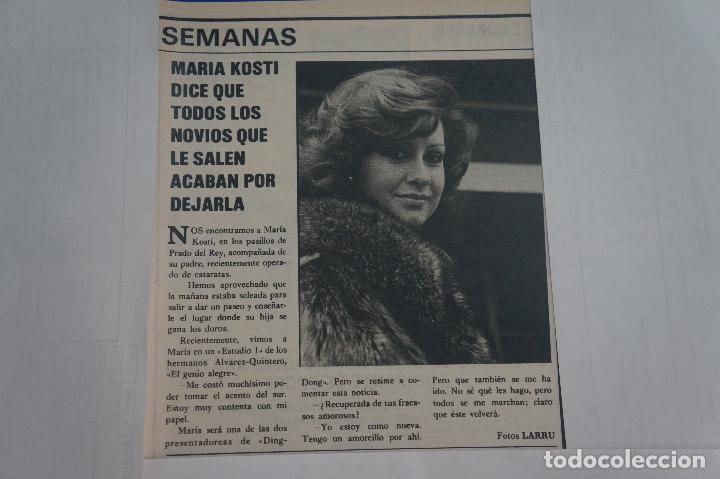 SEMANAS
MARIA KOSTI
DICE QUE
TODOS LOS
NOVIOS QUE
LE SALEN
ACABAN POR
DEJARLA
NOS encontramos a María
Kosti, en los pasillos de
Prado del Rey, acompañada de
su padre, recientemente opera-
do de cataratas.
Hemos aprovechado que
la mañana estaba soleada para
salir a dar un paseo y enseñar-
le el lugar donde su hija se
gana los duros.
Recientemente, vimos a
María en un «Estudio 1» de los
hermanos Alvarez-Quintero,
«El genio alegre».
—Me costó muchísimo po-
der tomar el acento del sur.
Estoy muy contenta con mi
papel.
María será una de las dos
presentadoreas de «Ding-
Dong». Pero se resiste a co-
mentar esta noticia.
—¿Recuperada de tus fraca-
sos amorosos?
—Yo estoy como nueva.
Tengo un amorcillo por ahí.
Pero que también se me ha
ido. No sé qué les hago, pero
todos se me marchan; claro
que éste volverá.
Fotos LARRU
todocoleccion.net